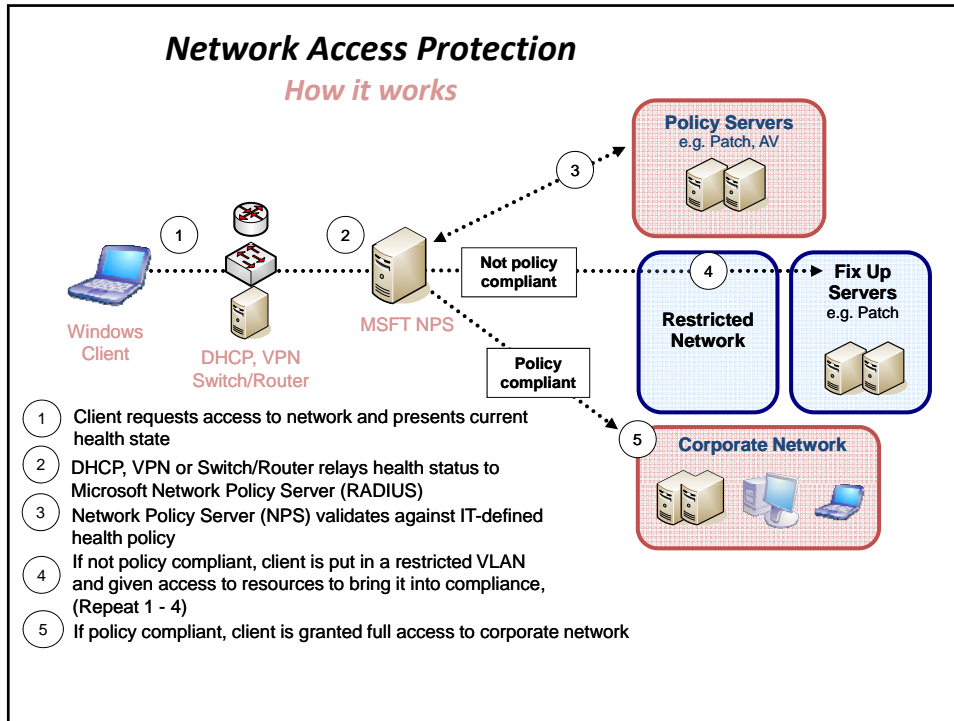 Network Access Protection
How it works
Policy Servers
e.g. Patch, AV
3
1
2
Not policy
compliant
4
Fix Up
Servers
e.g. Patch
Restricted
Network
Windows
Client
MSFT NPS
DHCP, VPN
Switch/Router
Policy
compliant
5
Corporate Network
1
Client requests access to network and presents current
health state
2
DHCP, VPN or Switch/Router relays health status to
Microsoft Network Policy Server (RADIUS)
3
Network Policy Server (NPS) validates against IT-defined
health policy
4
If not policy compliant, client is put in a restricted VLAN
and given access to resources to bring it into compliance,
(Repeat 1 - 4)
5
If policy compliant, client is granted full access to corporate network